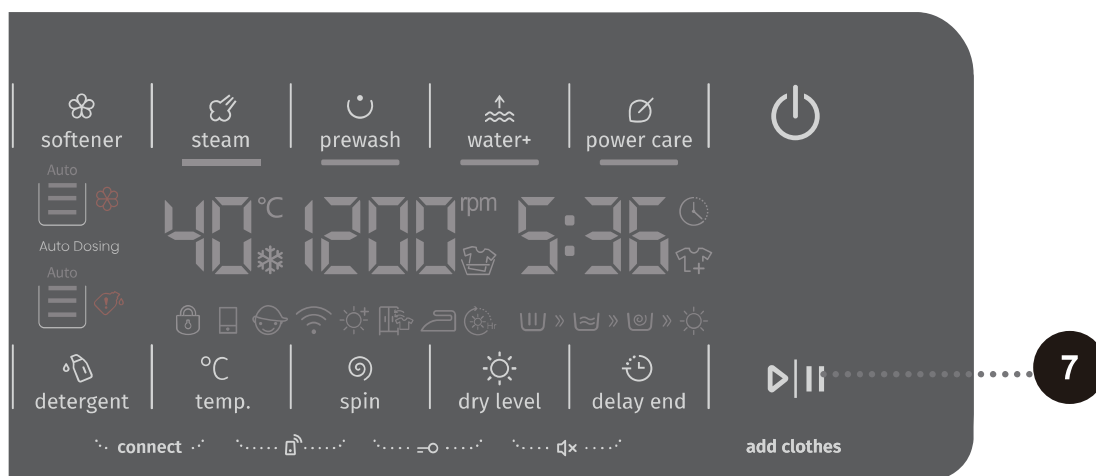 softener steam prewash water+ power care
Auto
40 °C 1200 rpm 5:36
Auto Dosing
Auto
detergent °C temp. spin dry level delay end
connect
add clothes
7